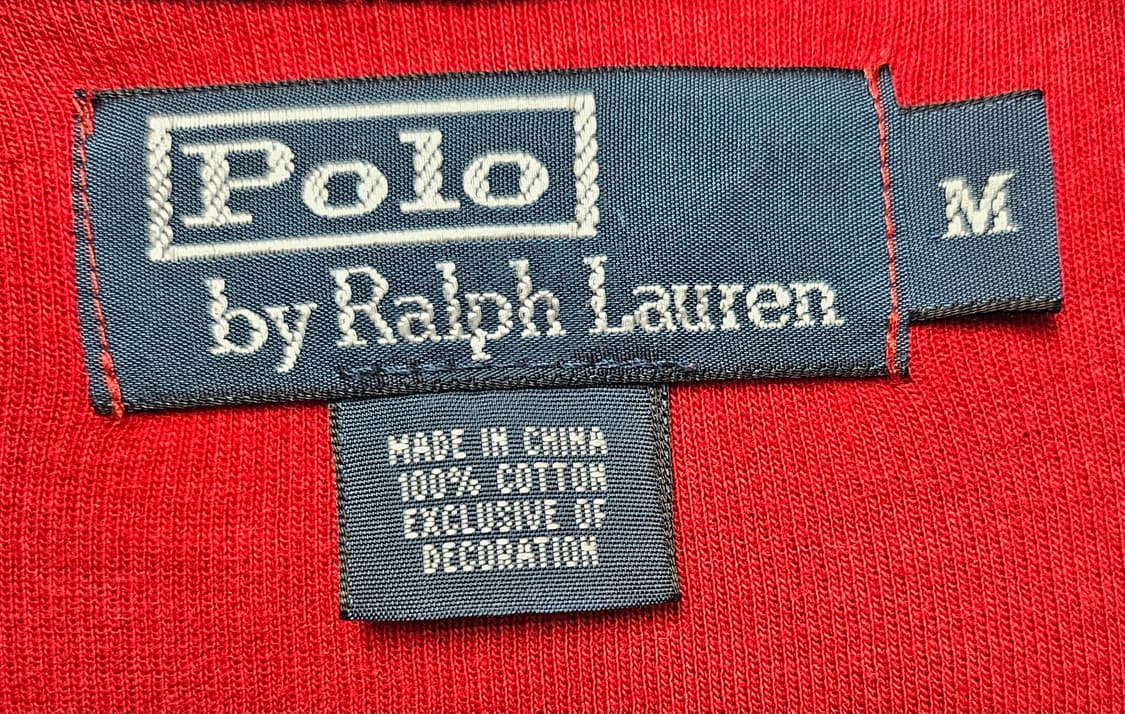 Polo
by Ralph Lauren
M
MADE IN CHINA
100% COTTON
EXCLUSIVE OF
DECORATION